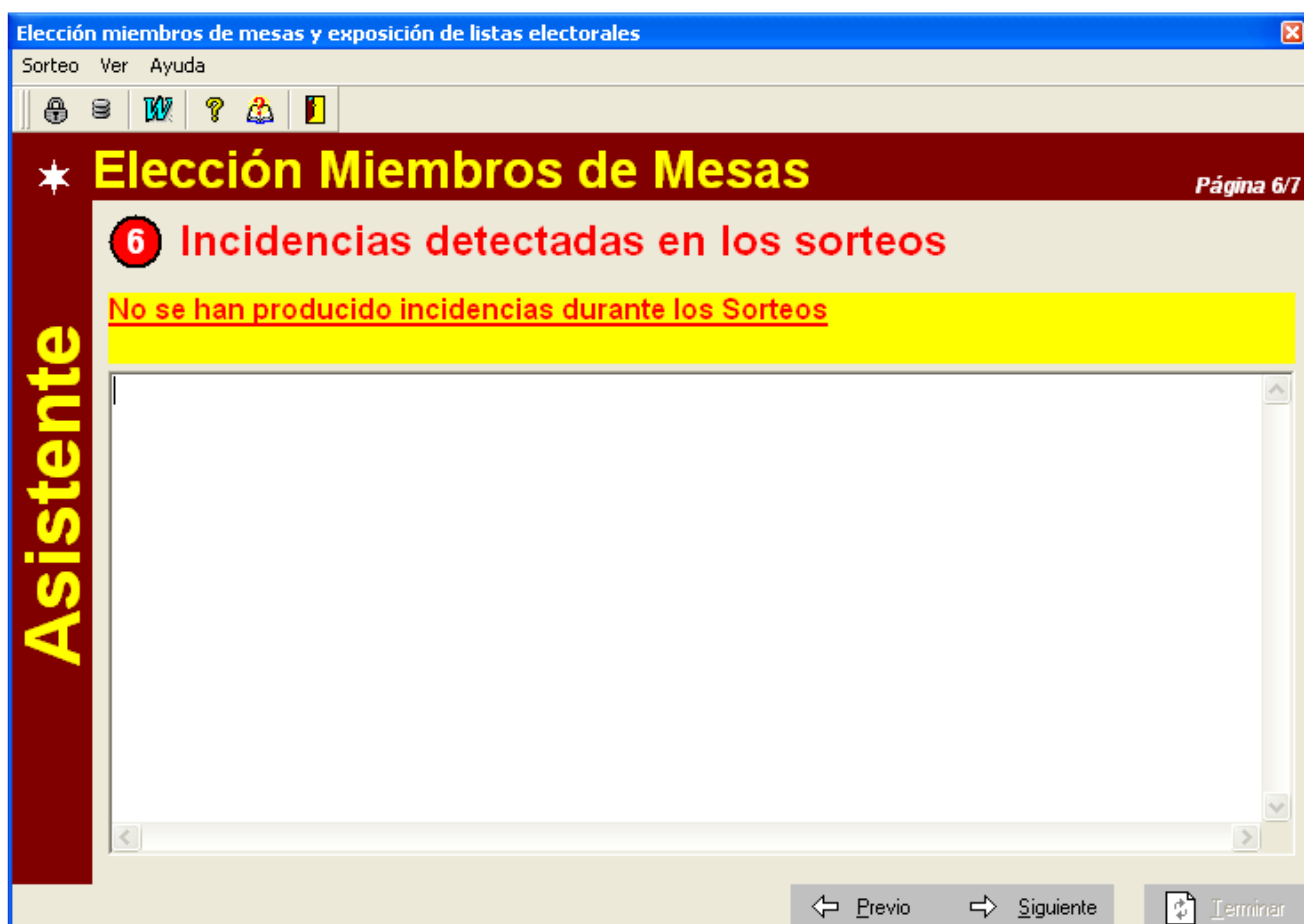 Elección miembros de mesas y exposición de listas electorales
Sorteo Ver Ayuda
Elección Miembros de Mesas
Página 6/7
6 Incidencias detectadas en los sorteos
No se han producido incidencias durante los Sorteos
Asistente
Previo Siguiente Terminar